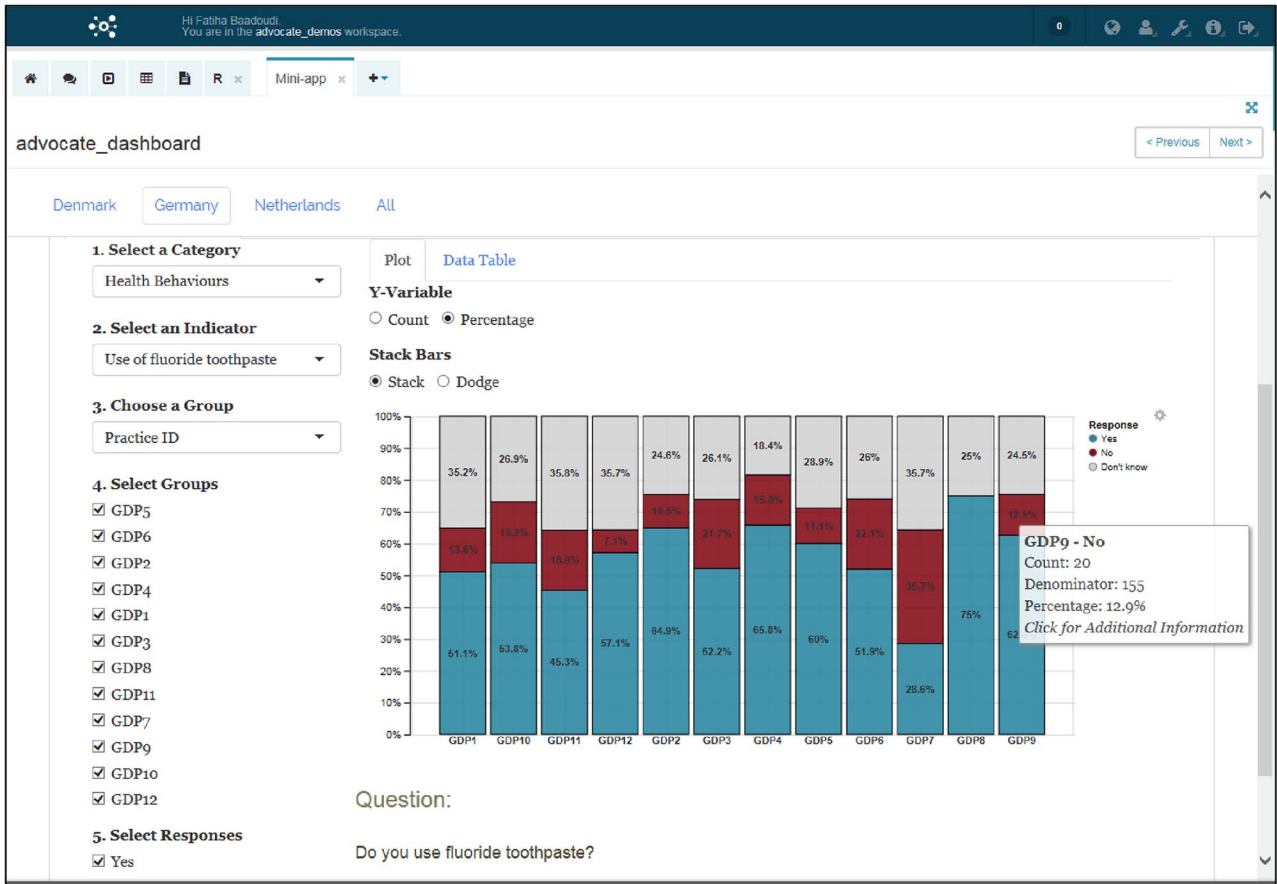 Hi Fatiha Baadoudi.
You are in the advocate_demos workspace.
0
R ×
Mini-app ×
advocate_dashboard
< Previous Next >
Denmark Germany Netherlands All
1. Select a Category
Health Behaviours
2. Select an Indicator
Use of fluoride toothpaste
3. Choose a Group
Practice ID
4. Select Groups
GDP5
GDP6
GDP2
GDP4
GDP1
GDP3
GDP8
GDP11
GDP7
GDP9
GDP10
GDP12
5. Select Responses
Yes
Plot Data Table
Y-Variable
Count Percentage
Stack Bars
Stack Dodge
100%
90%
80%
70%
60%
50%
40%
30%
20%
10%
0%
35.2% 26.9% 35.8% 35.7% 24.6% 26.1% 18.4% 28.9% 26% 35.7% 25% 24.5%
13.6% 19.2% 18.9% 7.1% 10.5% 21.7% 15.8% 11.1% 22.1% 35.7% 12.9%
51.1% 53.8% 45.3% 57.1% 64.9% 52.2% 65.8% 60% 51.9% 28.6% 75%
GDP1 GDP10 GDP11 GDP12 GDP2 GDP3 GDP4 GDP5 GDP6 GDP7 GDP8 GDP9
Response
Yes
No
Don't know
GDP9 - No
Count: 20
Denominator: 155
Percentage: 12.9%
Click for Additional Information
Question:
Do you use fluoride toothpaste?